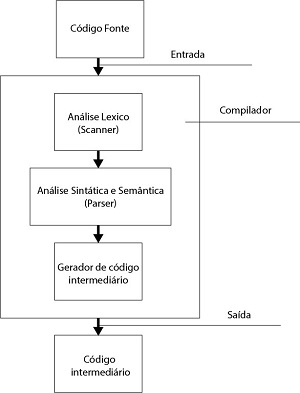 Código Fonte
Entrada
Compilador
Análise Lexico
(Scanner)
Análise Sintática e Semântica
(Parser)
Gerador de código
intermediário
Saída
Código
intermediário